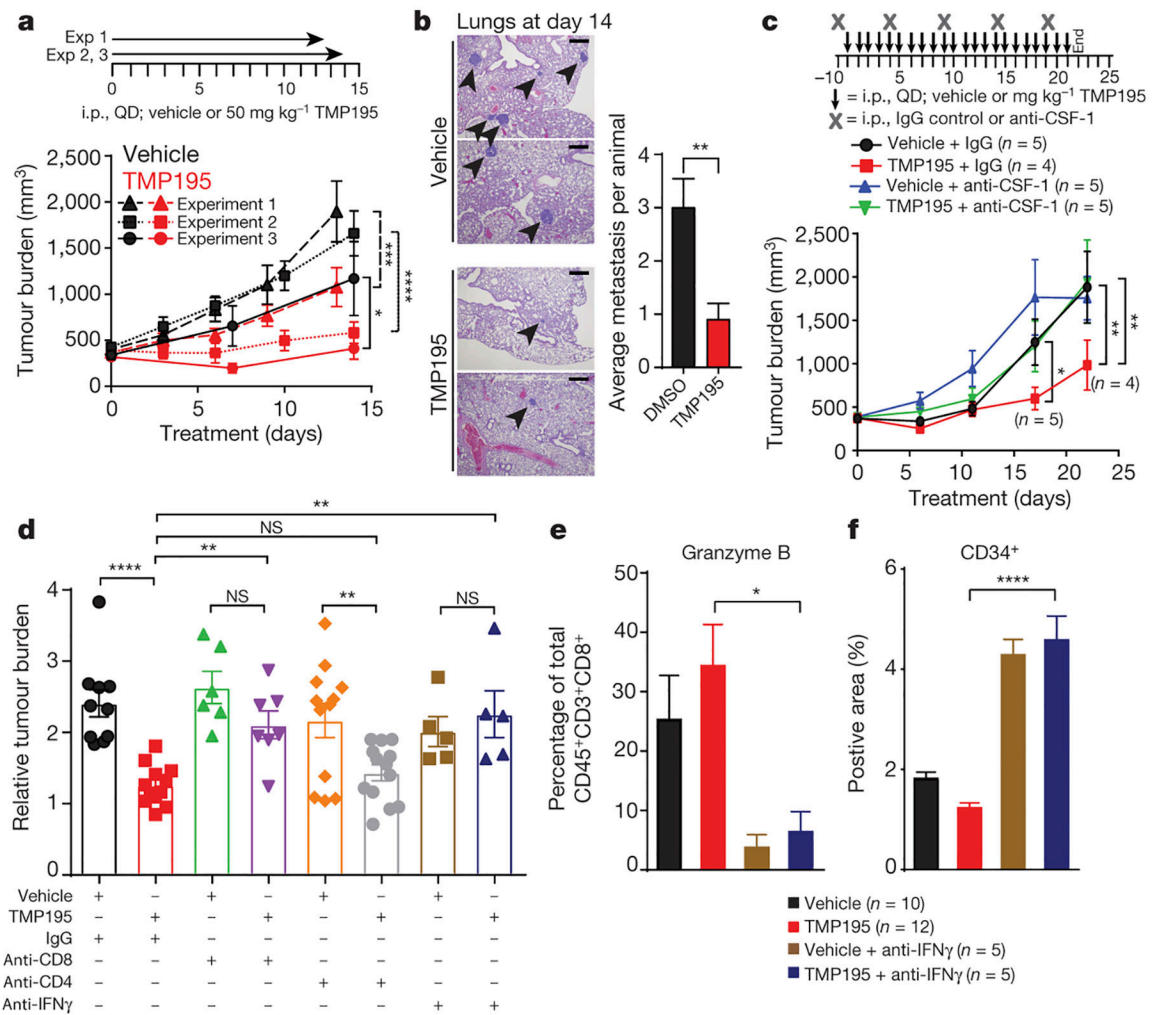 a
Exp 1
Exp 2, 3
0 5 10 15
i.p., QD; vehicle or 50 mg kg–1 TMP195
Vehicle
TMP195
Experiment 1
Experiment 2
Experiment 3
Tumour burden (mm3)
2,500
2,000
1,500
1,000
500
0
***
****
*
0 5 10 15
Treatment (days)
b
Lungs at day 14
Vehicle
TMP195
Average metastasis per animal
4
3
2
1
0
**
DMSO
TMP195
c
X X X X X
End
–10 5 10 15 20 25
= i.p., QD; vehicle or mg kg–1 TMP195
X = i.p., IgG control or anti-CSF-1
Vehicle + IgG (n = 5)
TMP195 + IgG (n = 4)
Vehicle + anti-CSF-1 (n = 5)
TMP195 + anti-CSF-1 (n = 5)
Tumour burden (mm3)
2,500
2,000
1,000
500
0
*
**
**
(n = 5)
(n = 4)
0 5 10 15 20 25
Treatment (days)
d
**
NS
**
****
NS
**
NS
Relative tumour burden
4
3
2
1
0
Vehicle + – + – + – + –
TMP195 – + – + – + – +
IgG + + – – – – – –
Anti-CD8 – – + + – – – –
Anti-CD4 – – – – + + – –
Anti-IFNγ – – – – – – + +
e
Granzyme B
Percentage of total
CD45+CD3+CD8+
50
40
30
20
10
0
*
f
CD34+
Postive area (%)
6
4
2
0
****
Vehicle (n = 10)
TMP195 (n = 12)
Vehicle + anti-IFNγ (n = 5)
TMP195 + anti-IFNγ (n = 5)